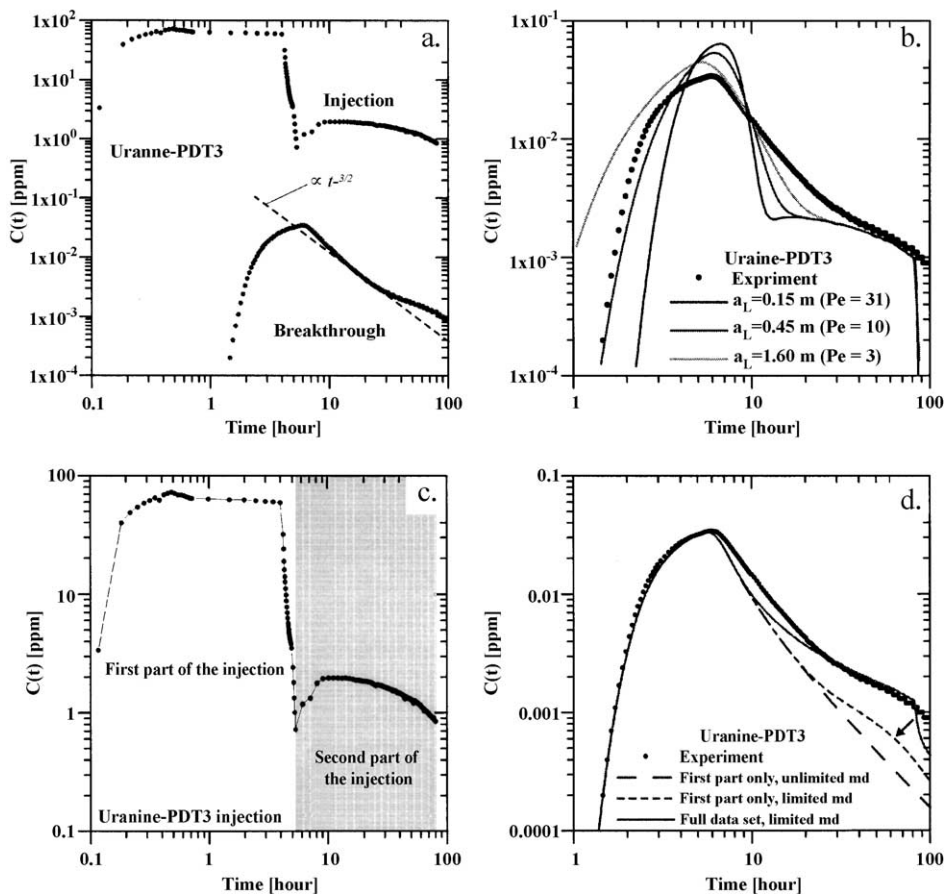 a.
C(t) [ppm]
1x10^2
1x10^1
1x10^0
1x10^-1
1x10^-2
1x10^-3
1x10^-4
Injection
Uranne-PDT3
∝ t^-3/2
Breakthrough
0.1
1
10
100
Time [hour]
b.
C(t) [ppm]
1x10^-1
1x10^-2
1x10^-3
1x10^-4
Uraine-PDT3
Expriment
a_L=0.15 m (Pe = 31)
a_L=0.45 m (Pe = 10)
a_L=1.60 m (Pe = 3)
1
10
100
Time [hour]
c.
C(t) [ppm]
100
10
1
0.1
First part of the injection
Second part of
the injection
Uranine-PDT3 injection
0.1
1
10
100
Time [hour]
d.
C(t) [ppm]
0.1
0.01
0.001
0.0001
Uranine-PDT3
Experiment
First part only, unlimited md
First part only, limited md
Full data set, limited md
1
10
100
Time [hour]